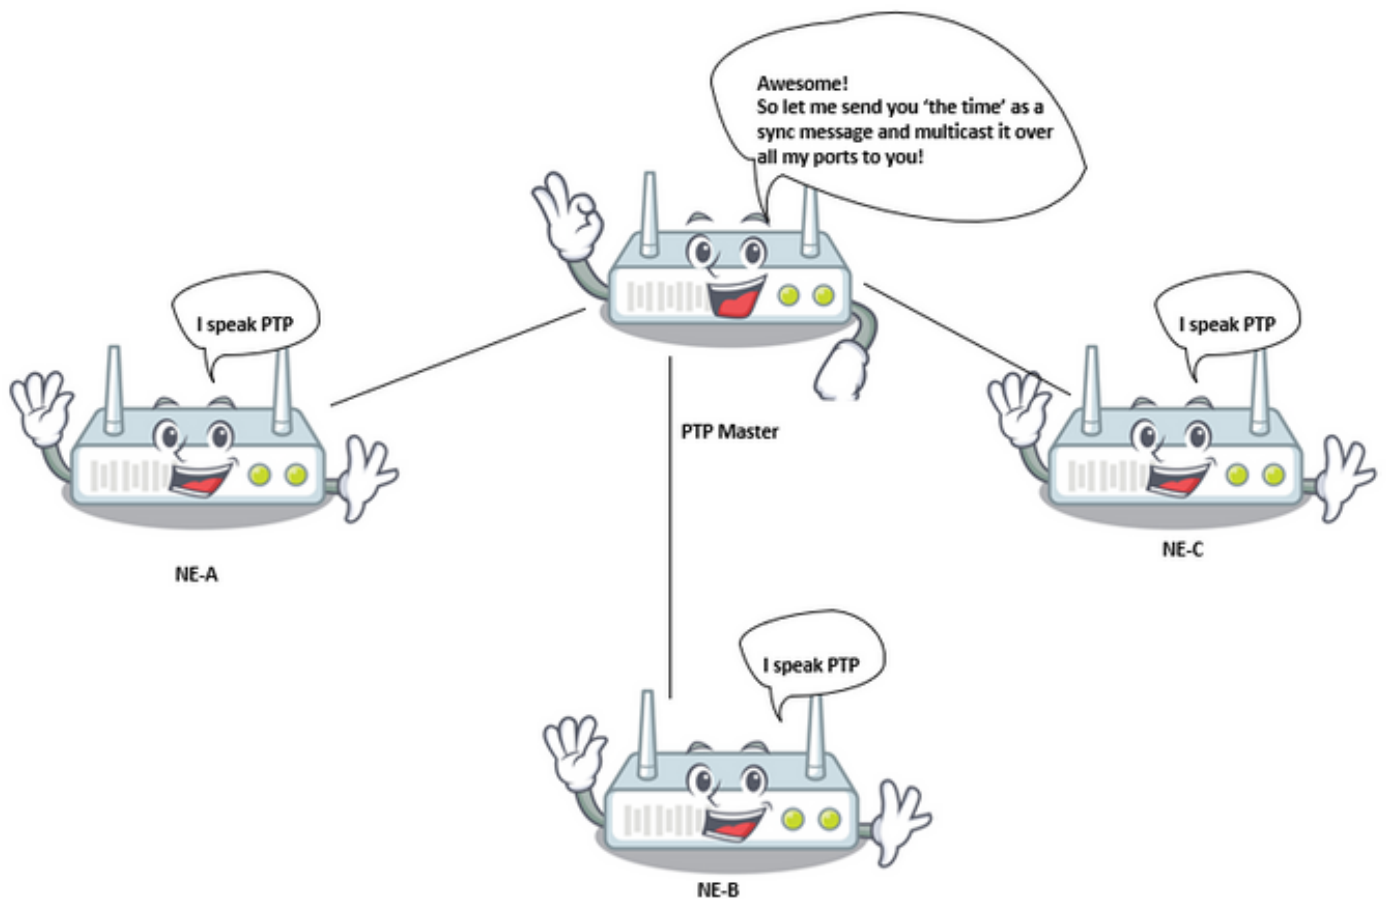 Awesome!
So let me send you ‘the time’ as a
sync message and multicast it over
all my ports to you!
I speak PTP
I speak PTP
PTP Master
NE-A
NE-C
I speak PTP
NE-B